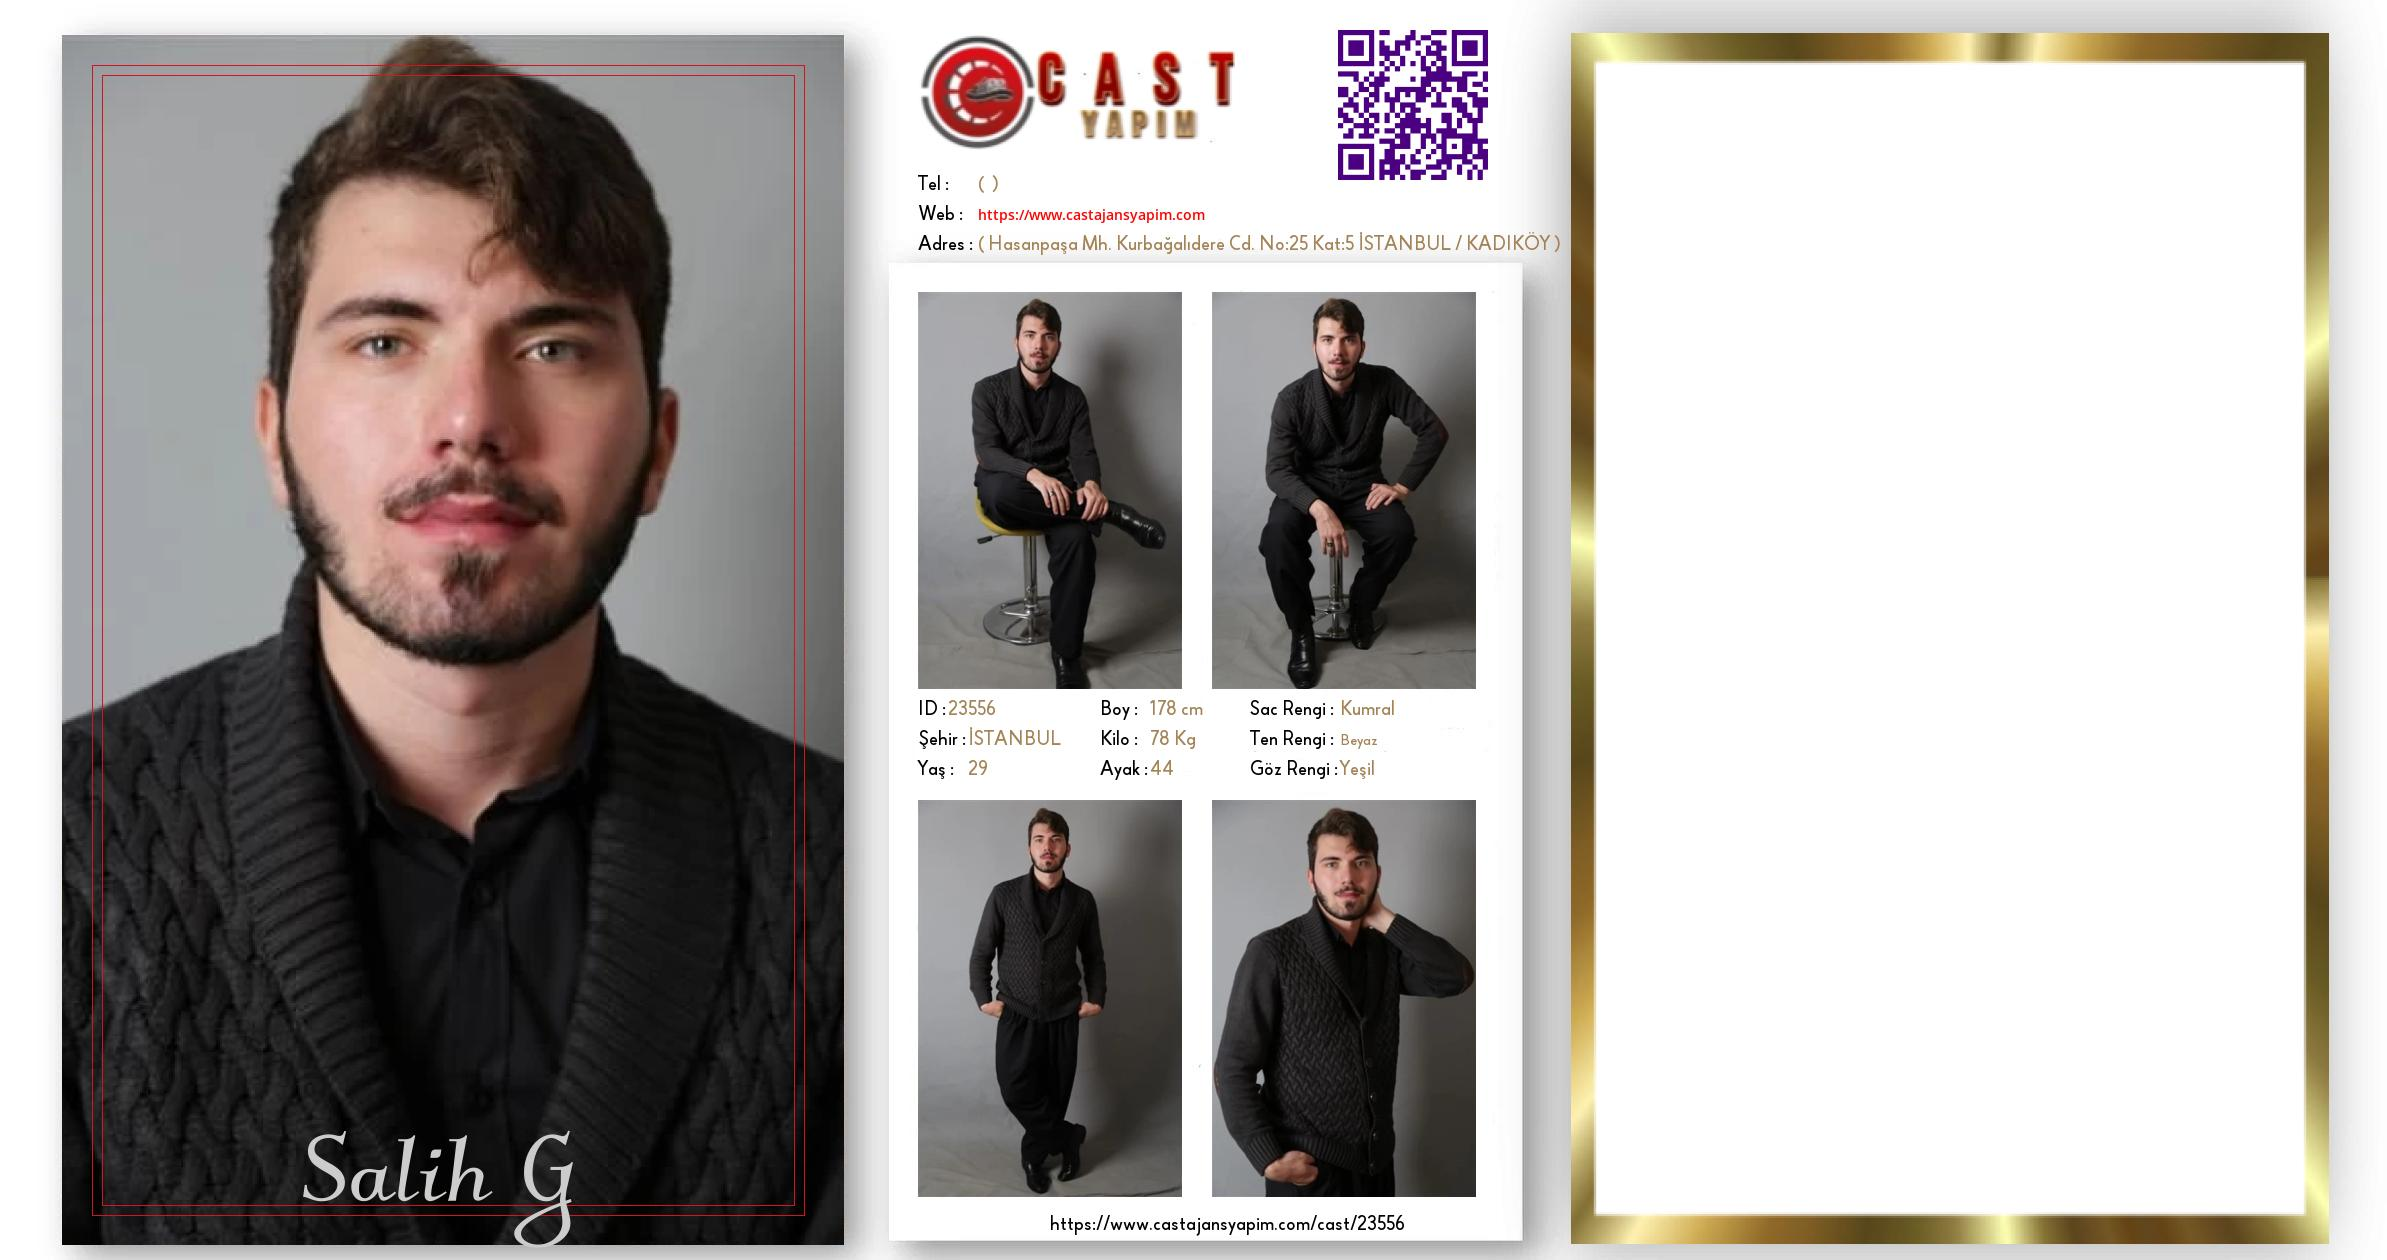 Salih G
CAST
YAPIM
Tel : ( )
Web : https://www.castajansyapim.com
Adres : ( Hasanpaşa Mh. Kurbağalıdere Cd. No:25 Kat:5 İSTANBUL / KADIKÖY )
ID : 23556 Boy : 178 cm Sac Rengi : Kumral
Şehir : İSTANBUL Kilo : 78 Kg Ten Rengi : Beyaz
Yaş : 29 Ayak : 44 Göz Rengi : Yeşil
https://www.castajansyapim.com/cast/23556